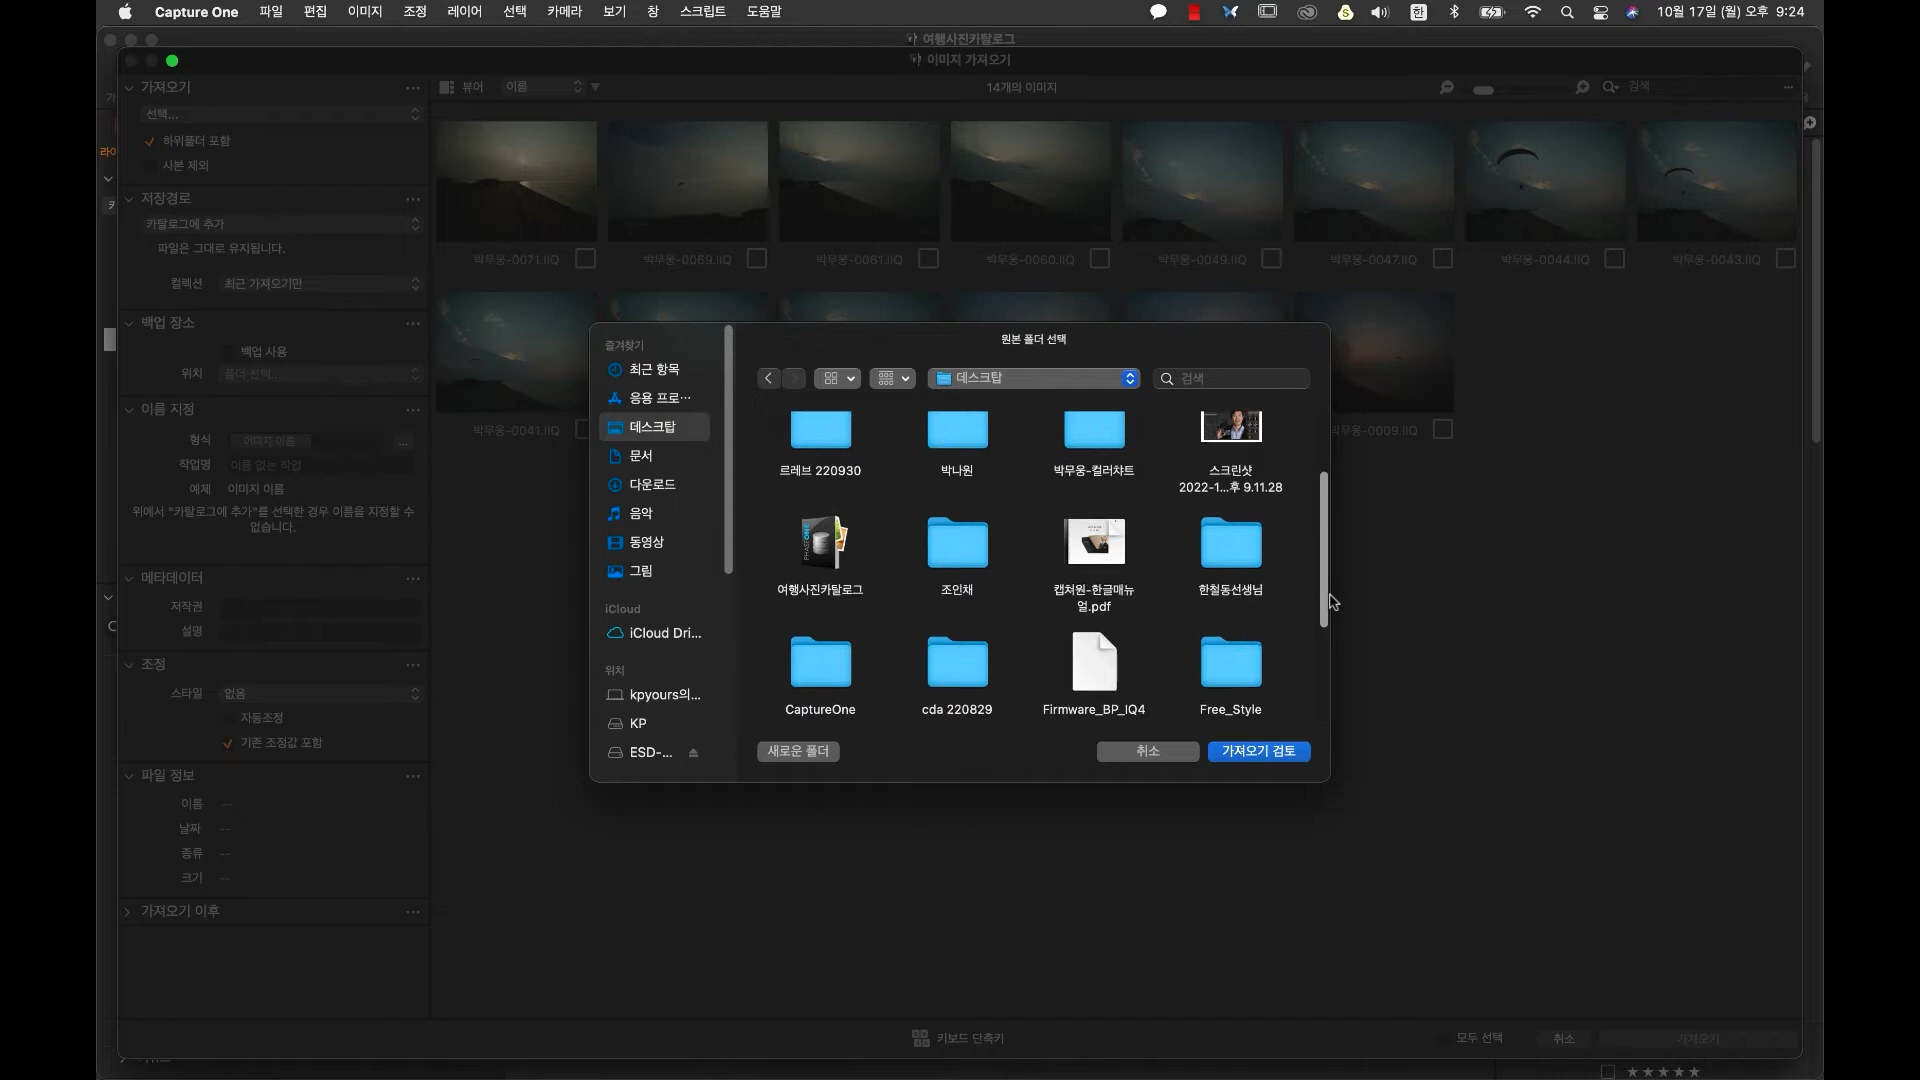 Capture One 파일 편집 이미지 조정 레이어 선택 카메라 보기 창 스크립트 도움말
10월 17일 (월) 오후 9:24
여행사진카탈로그
이미지 가져오기
가져오기
선택...
하위폴더 포함
사본 제외
저장경로
카탈로그에 추가
파일은 그대로 유지됩니다.
컬렉션 최근 가져오기만
백업 장소
백업 사용
위치 폴더 선택...
이름 지정
형식 이미지 이름 ...
작업명 이름 없는 작업
예제 이미지 이름
위에서 "카탈로그에 추가"를 선택한 경우 이름을 지정할 수
없습니다.
메타데이터
저작권
설명
조정
스타일 없음
자동조정
기존 조정값 포함
파일 정보
이름 --
날짜 --
종류 --
크기 --
가져오기 이후
뷰어 이름 14개의 이미지 검색
박무웅-0071.IIQ 박무웅-0069.IIQ 박무웅-0061.IIQ 박무웅-0060.IIQ 박무웅-0049.IIQ 박무웅-0047.IIQ 박무웅-0044.IIQ 박무웅-0043.IIQ
박무웅-0041.IIQ 박무웅-0009.IIQ
원본 폴더 선택
즐겨찾기
최근 항목
응용 프로…
데스크탑
문서
다운로드
음악
동영상
그림
iCloud
iCloud Dri...
위치
kpyours의...
KP
ESD-...
데스크탑
검색
르레브 220930 박나원 박무웅-컬러챠트 스크린샷
2022-1...후 9.11.28
여행사진카탈로그 조인채 캡쳐원-한글매뉴
얼.pdf
한철동선생님
CaptureOne cda 220829 Firmware_BP_IQ4 Free_Style
새로운 폴더 취소 가져오기 검토
키보드 단축키 모두 선택 취소 가져오기